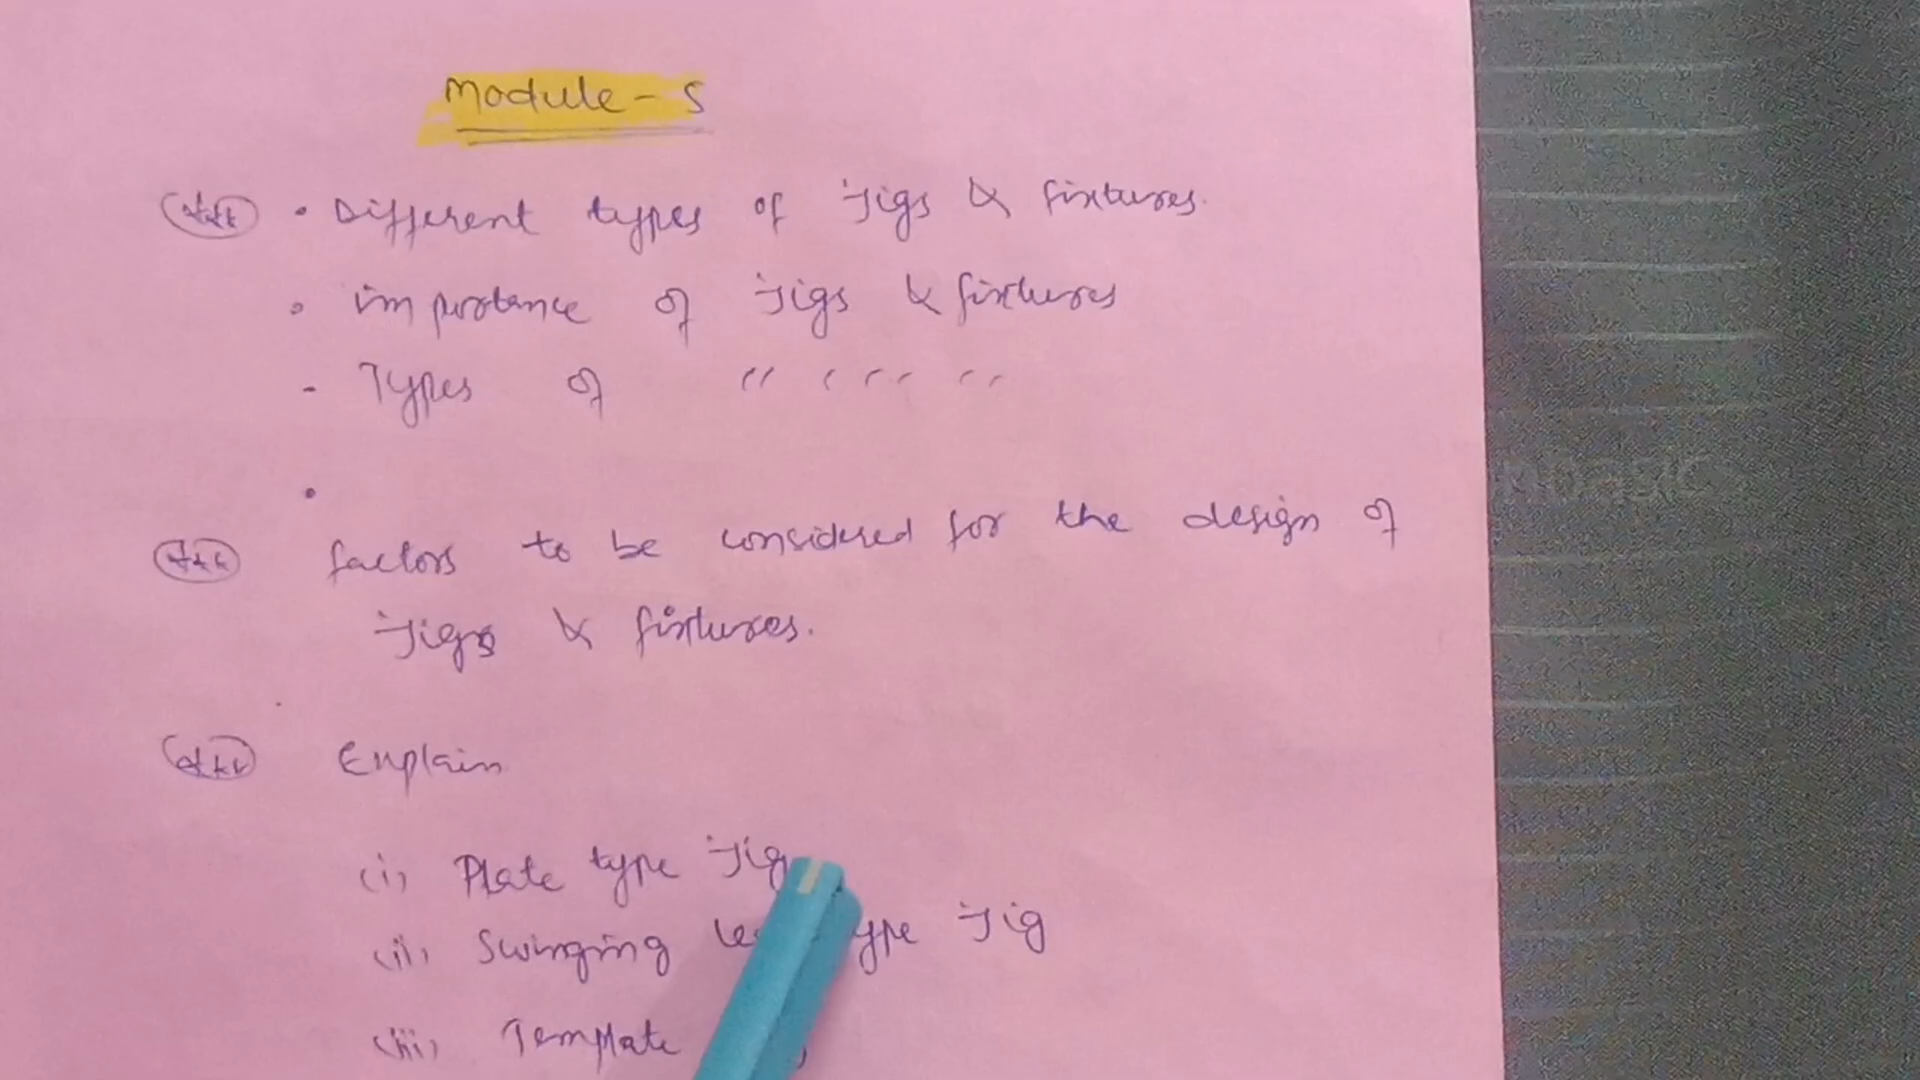 Module - 5
*** • Different types of Jigs & fixtures.
• importance of Jigs & fixtures
- Types of " " " "
•
*** factors to be considered for the design of
Jigs & fixtures.
*** Explain
(i) Plate type Jig
(ii) Swinging type Jig
(iii) Template